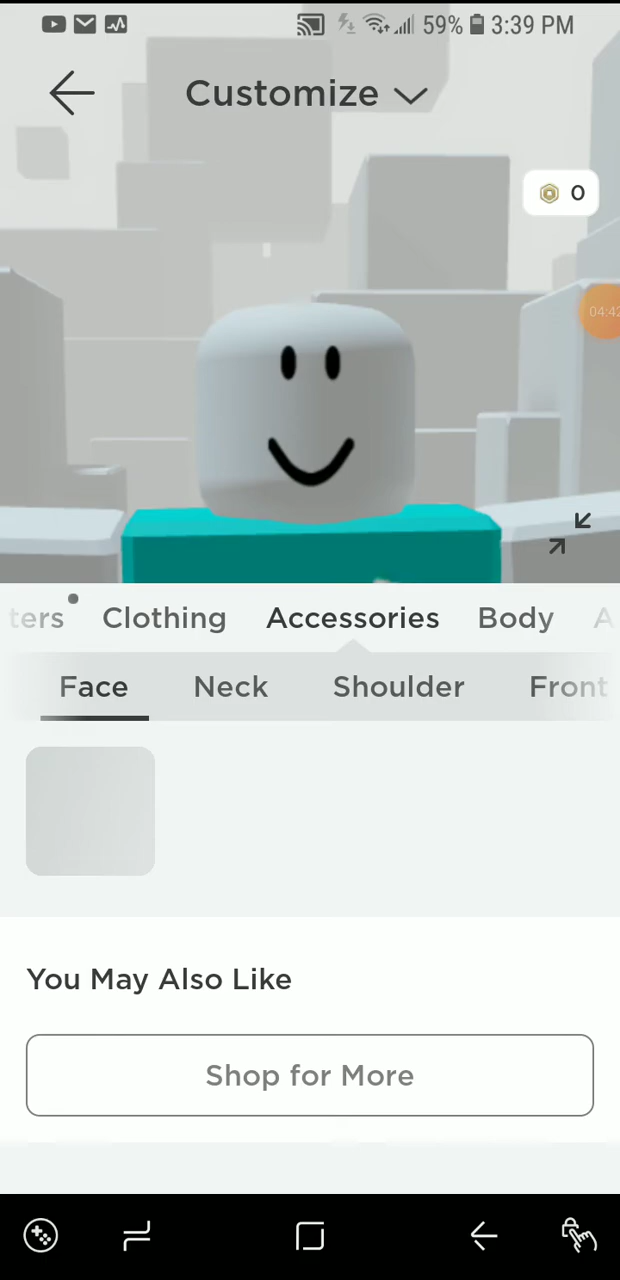 59% 3:39 PM
Customize
0
04:42
ters Clothing Accessories Body A
Face Neck Shoulder Front
You May Also Like
Shop for More